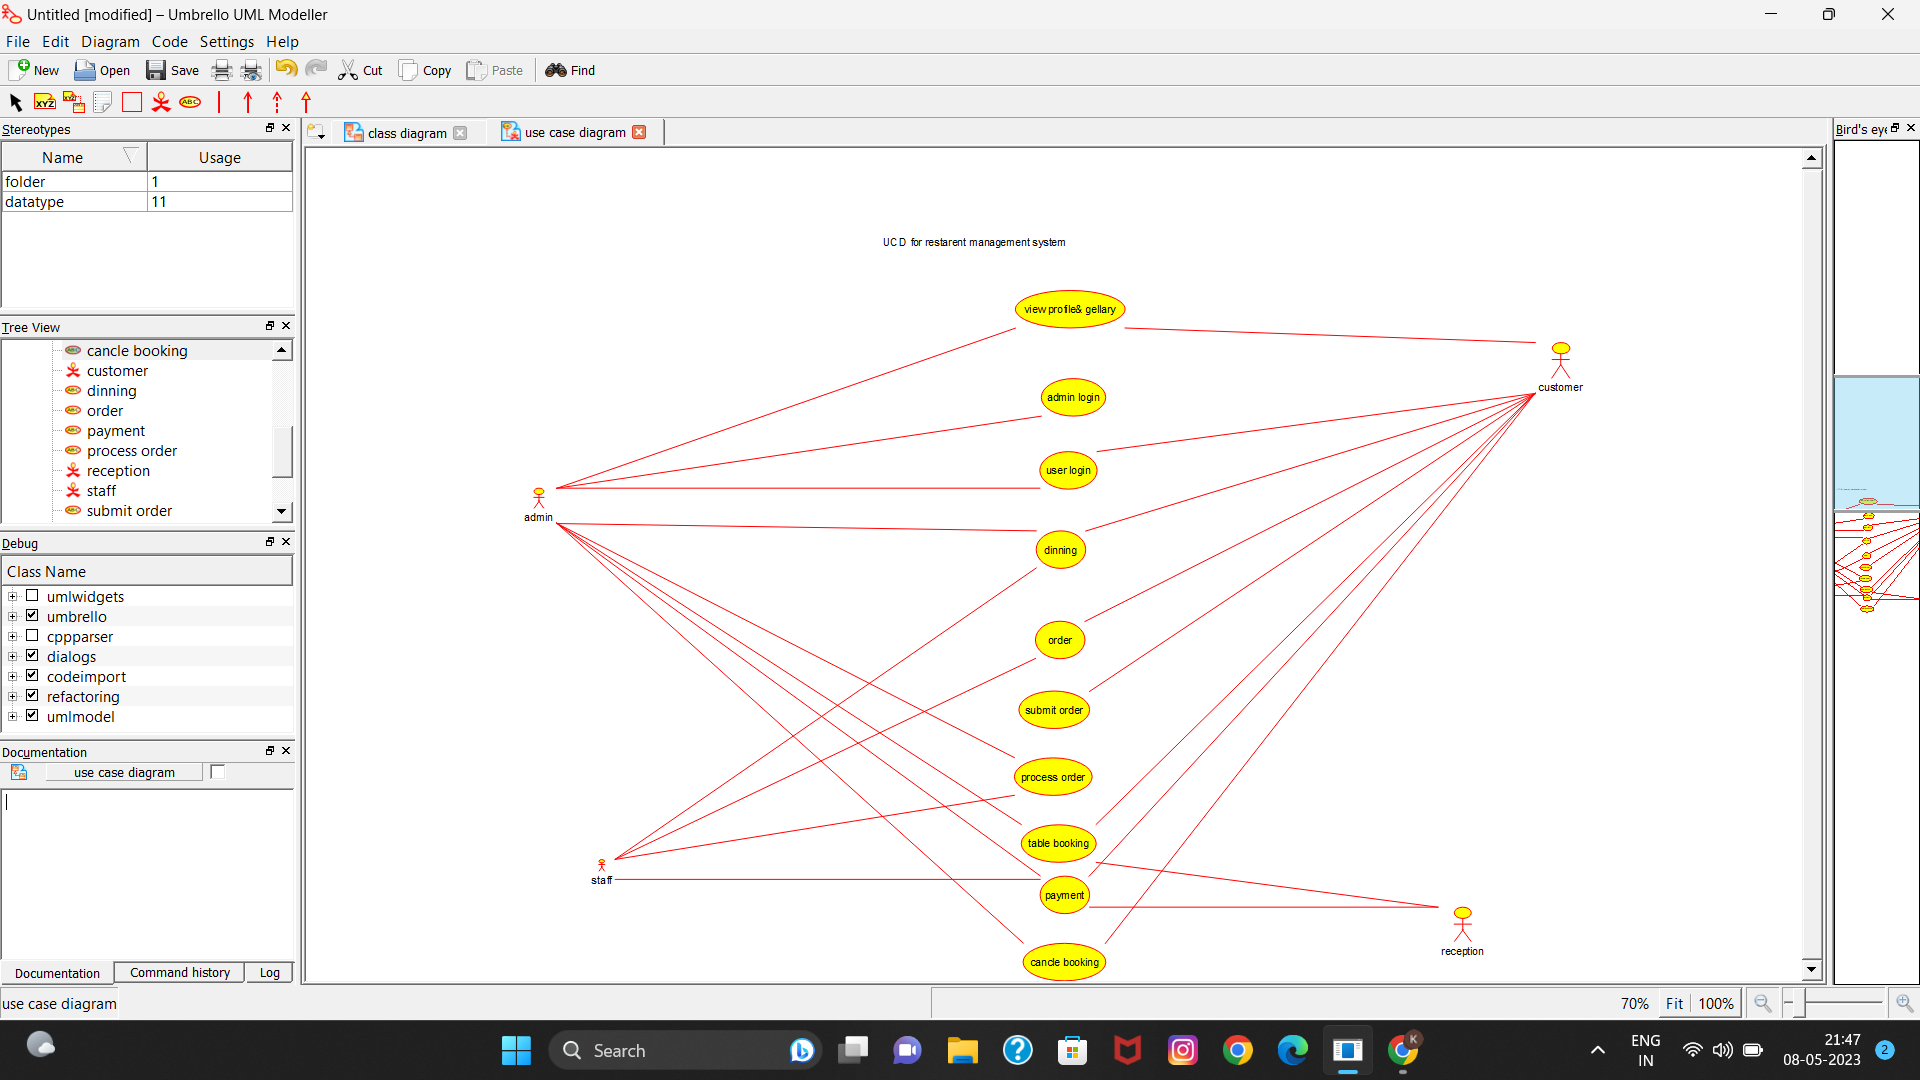 Untitled [modified] – Umbrello UML Modeller
File Edit Diagram Code Settings Help
New Open Save Cut Copy Paste Find
XYZ XYZ ABC
Stereotypes
Name Usage
folder 1
datatype 11
Tree View
cancle booking
customer
dinning
order
payment
process order
reception
staff
submit order
Debug
Class Name
umlwidgets
umbrello
cppparser
dialogs
codeimport
refactoring
umlmodel
Documentation
use case diagram
Documentation Command history Log
use case diagram
class diagram use case diagram
UCD for restarent management system
view profile& gellary
customer
admin login
user login
admin
dinning
order
submit order
process order
table booking
staff
payment
reception
cancle booking
Bird's eye
70% Fit 100%
Search
K
ENG
IN
21:47
08-05-2023
2